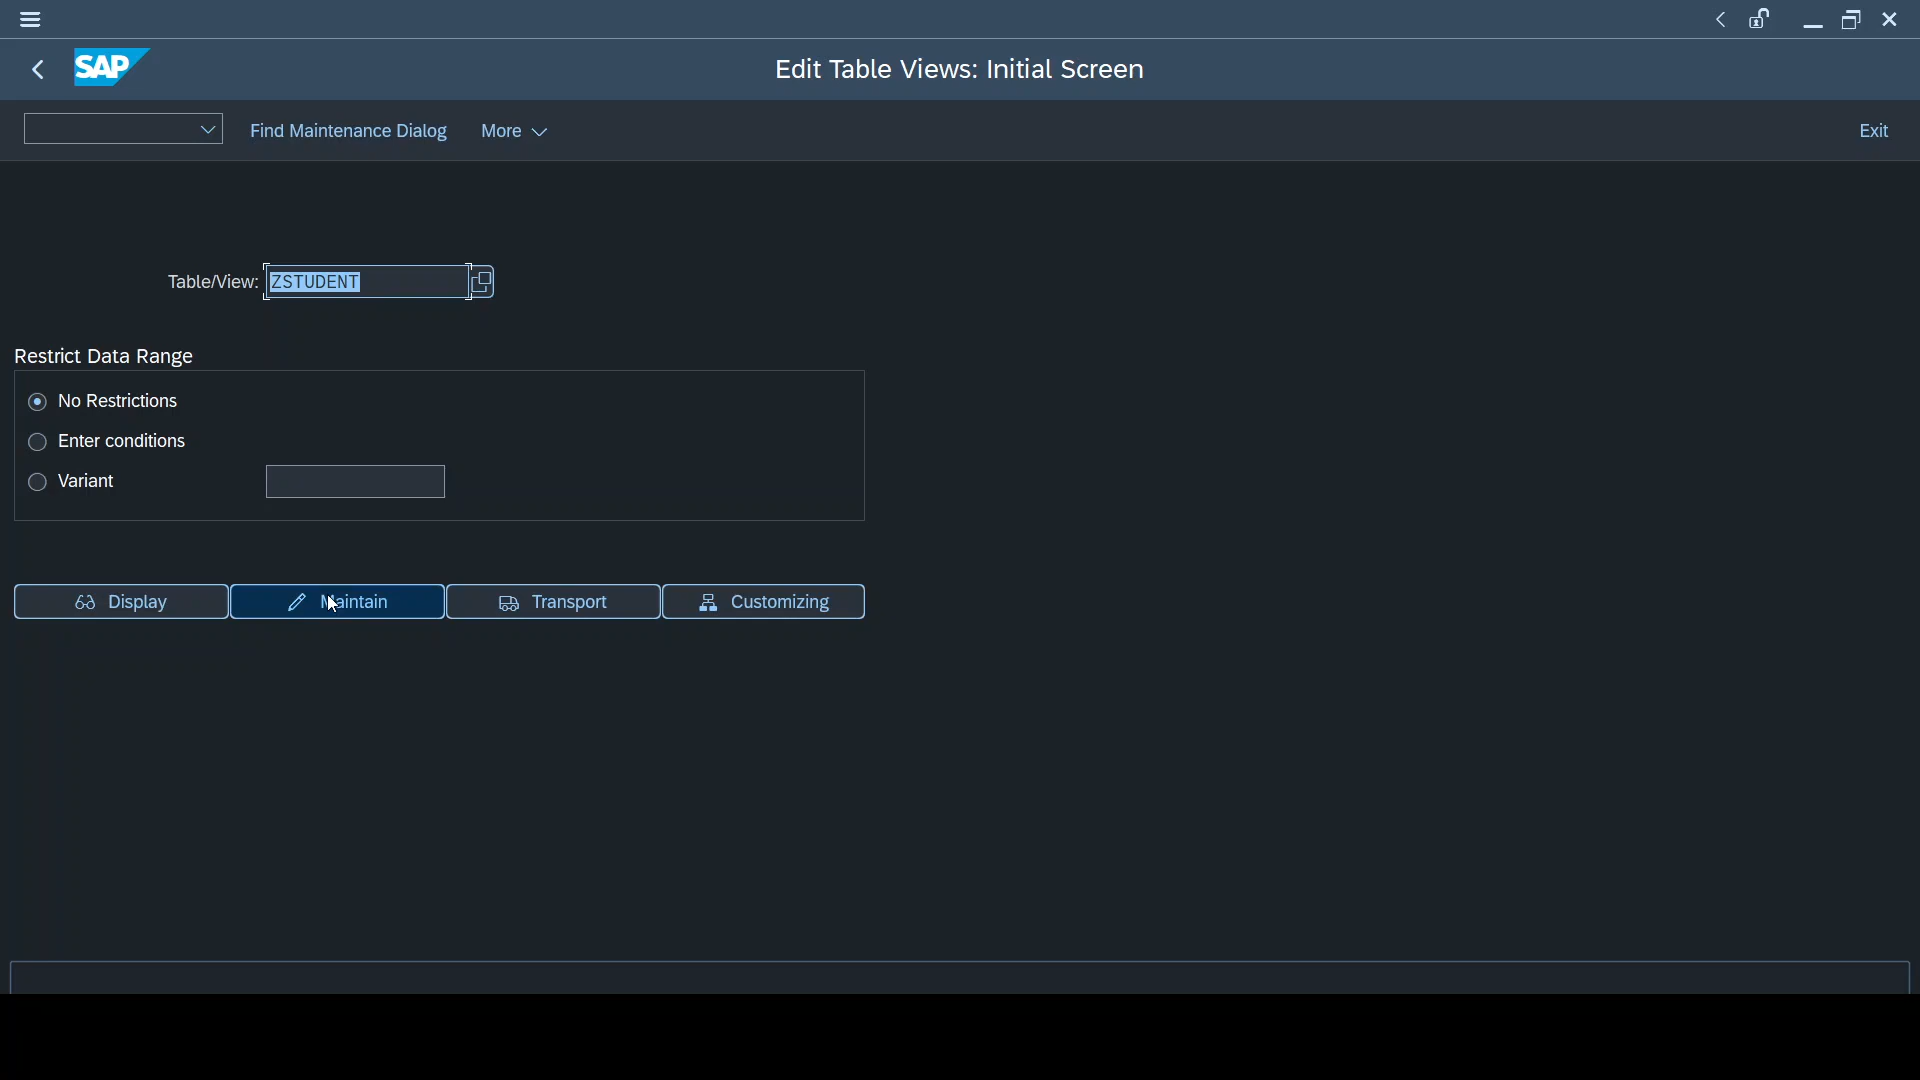 SAP
Edit Table Views: Initial Screen
Find Maintenance Dialog
More
Exit
Table/View: ZSTUDENT
Restrict Data Range
No Restrictions
Enter conditions
Variant
Display
Maintain
Transport
Customizing